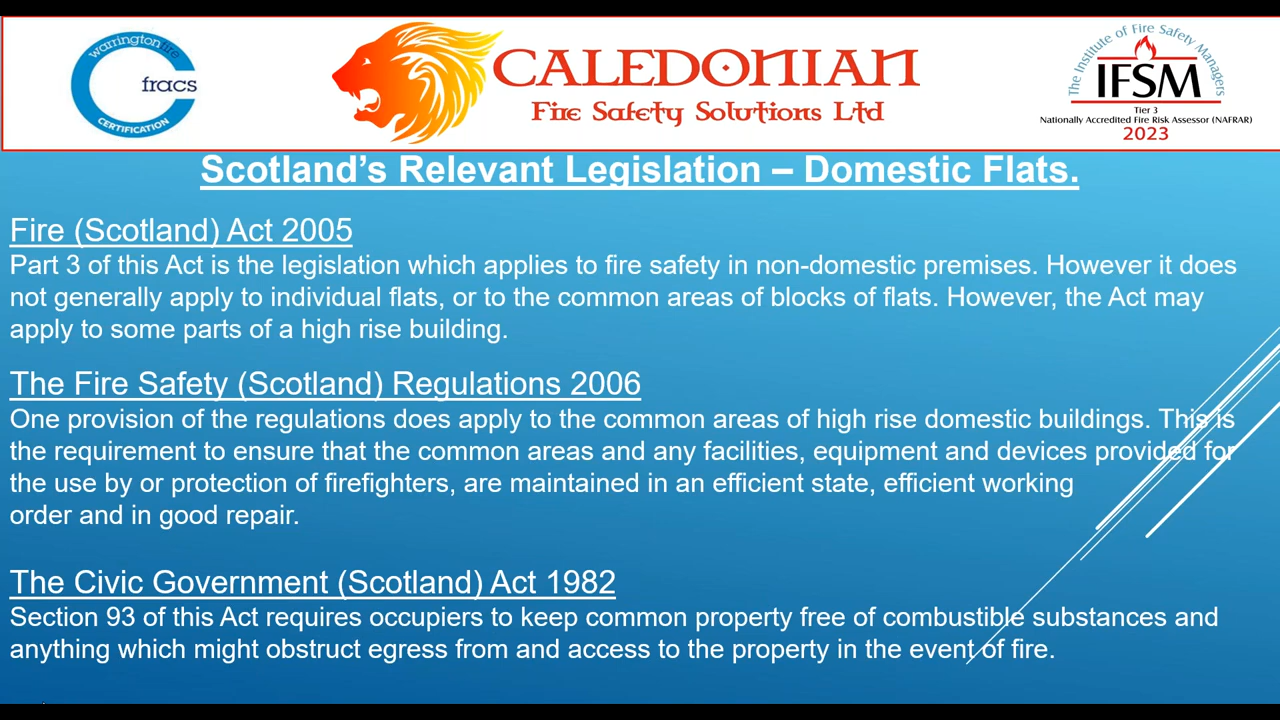 warringtonfire
fracs
CERTIFICATION
CALEDONIAN
Fire Safety Solutions Ltd
The Institute of Fire Safety Managers
IFSM
Tier 3
Nationally Accredited Fire Risk Assessor (NAFRAR)
2023
Scotland’s Relevant Legislation – Domestic Flats.
Fire (Scotland) Act 2005
Part 3 of this Act is the legislation which applies to fire safety in non-domestic premises. However it does
not generally apply to individual flats, or to the common areas of blocks of flats. However, the Act may
apply to some parts of a high rise building.
The Fire Safety (Scotland) Regulations 2006
One provision of the regulations does apply to the common areas of high rise domestic buildings. This is
the requirement to ensure that the common areas and any facilities, equipment and devices provided for
the use by or protection of firefighters, are maintained in an efficient state, efficient working
order and in good repair.
The Civic Government (Scotland) Act 1982
Section 93 of this Act requires occupiers to keep common property free of combustible substances and
anything which might obstruct egress from and access to the property in the event of fire.